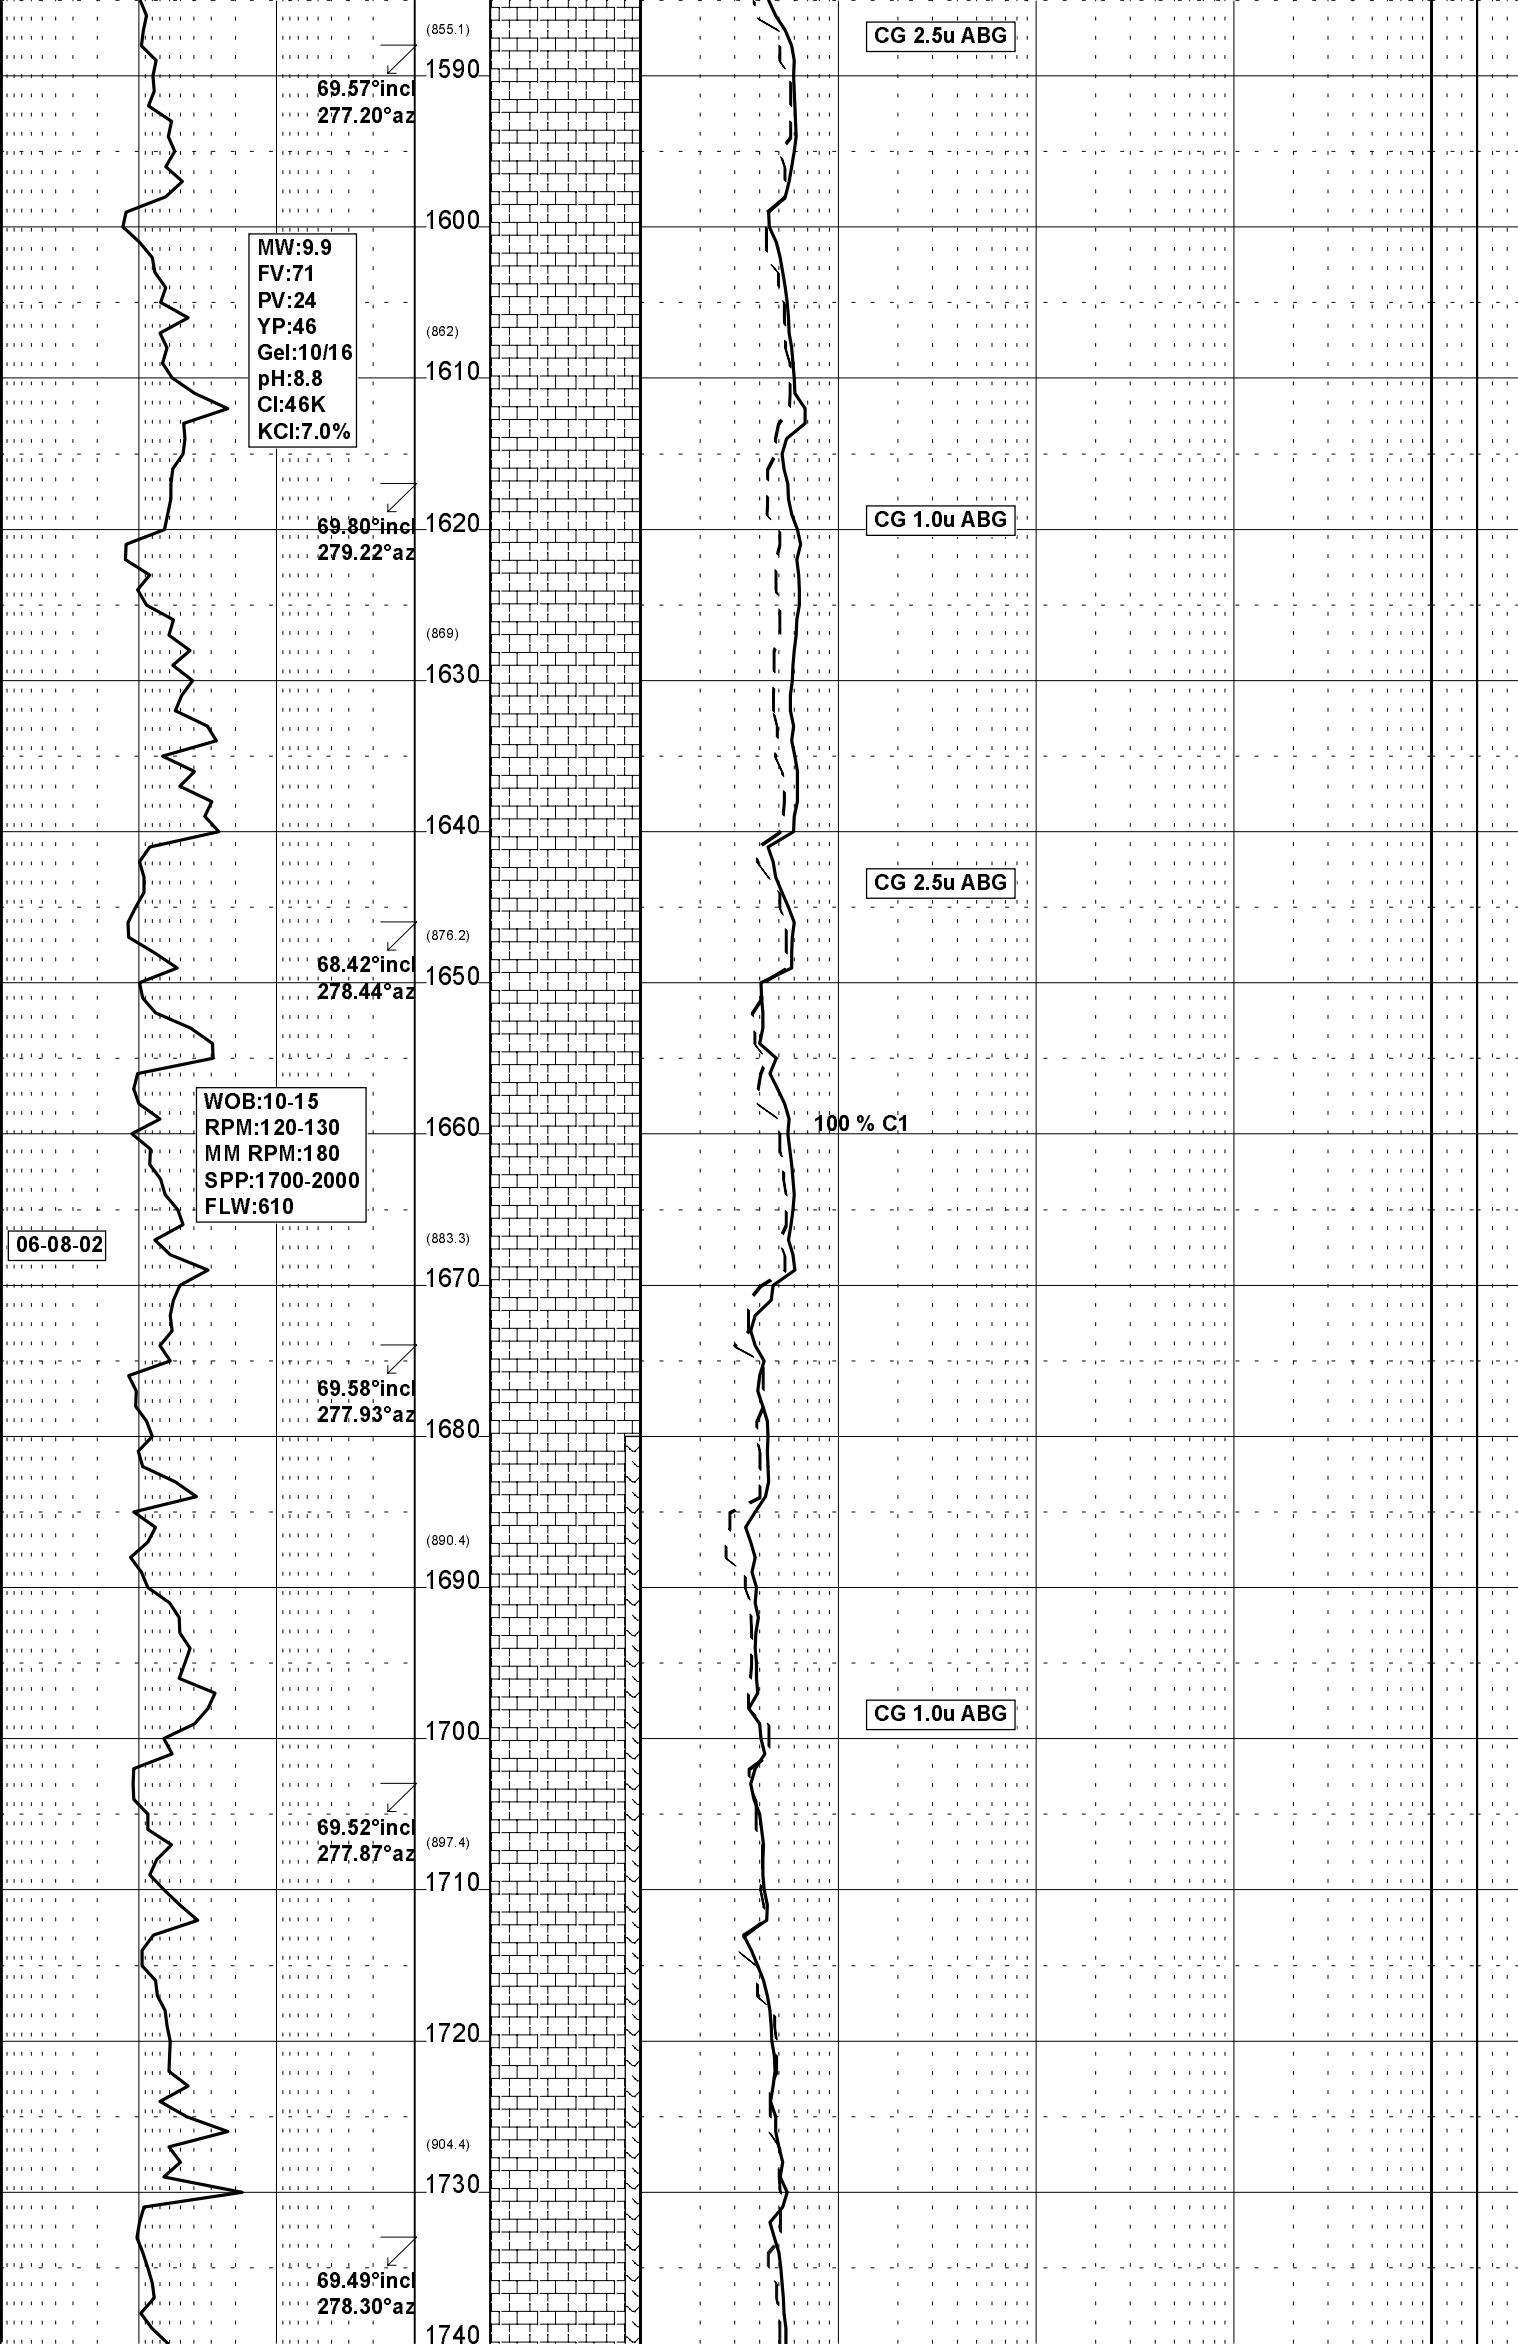 (855.1)
CG 2.5u ABG
1590
69.57°incl
277.20°az
1600
MW:9.9
FV:71
PV:24
YP:46
Gel:10/16
pH:8.8
Cl:46K
KCl:7.0%
(862)
1610
CG 1.0u ABG
1620
69.80°incl
279.22°az
(869)
1630
1640
CG 2.5u ABG
(876.2)
68.42°incl
278.44°az
1650
WOB:10-15
RPM:120-130
MM RPM:180
SPP:1700-2000
FLW:610
100 % C1
1660
06-08-02
(883.3)
1670
69.58°incl
277.93°az
1680
(890.4)
1690
CG 1.0u ABG
1700
69.52°incl
277.87°az
(897.4)
1710
1720
(904.4)
1730
69.49°incl
278.30°az
1740